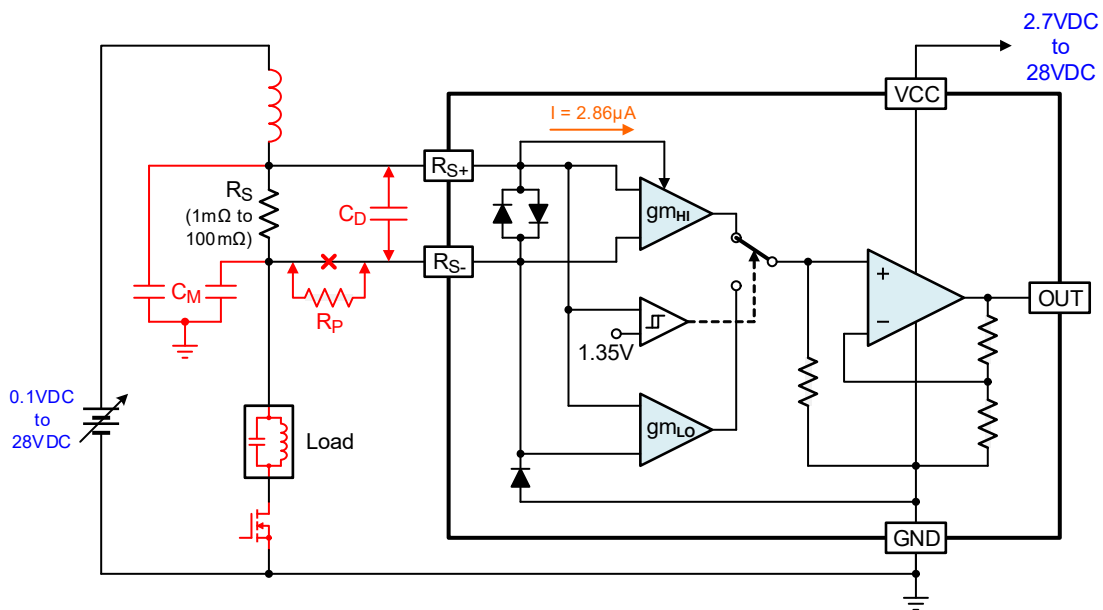 2.7VDC
to
28VDC
VCC
I = 2.86µA
RS+
RS
(1mΩ to
100mΩ)
CD
gmHI
RS-
CM
RP
1.35V
+
−
OUT
0.1VDC
to
28VDC
Load
gmLO
GND